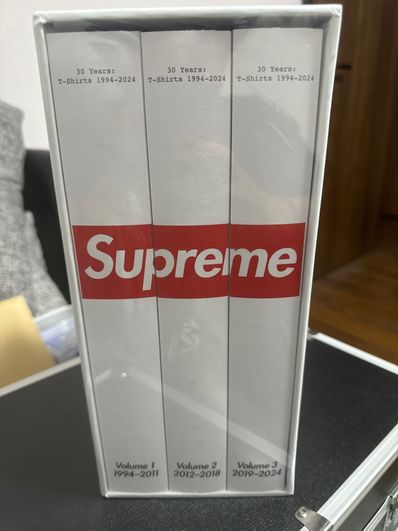 30 Years:
T-Shirts 1994-2024
30 Years:
T-Shirts 1994-2024
30 Years:
T-Shirts 1994-2024
Supreme
Volume 1
1994–2011
Volume 2
2012–2018
Volume 3
2019–2024